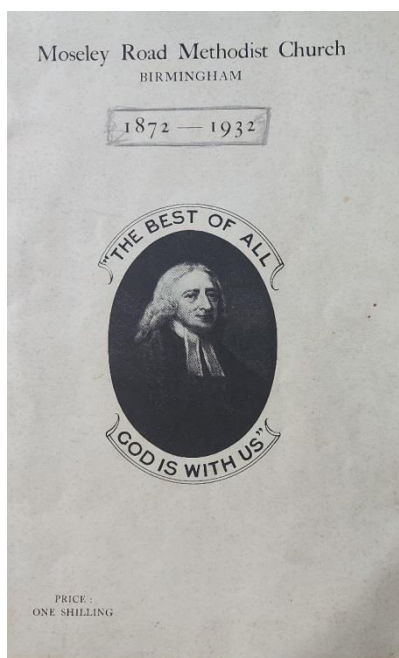 Moseley Road Methodist Church
BIRMINGHAM
1872 — 1932
"THE BEST OF ALL
GOD IS WITH US"
PRICE :
ONE SHILLING